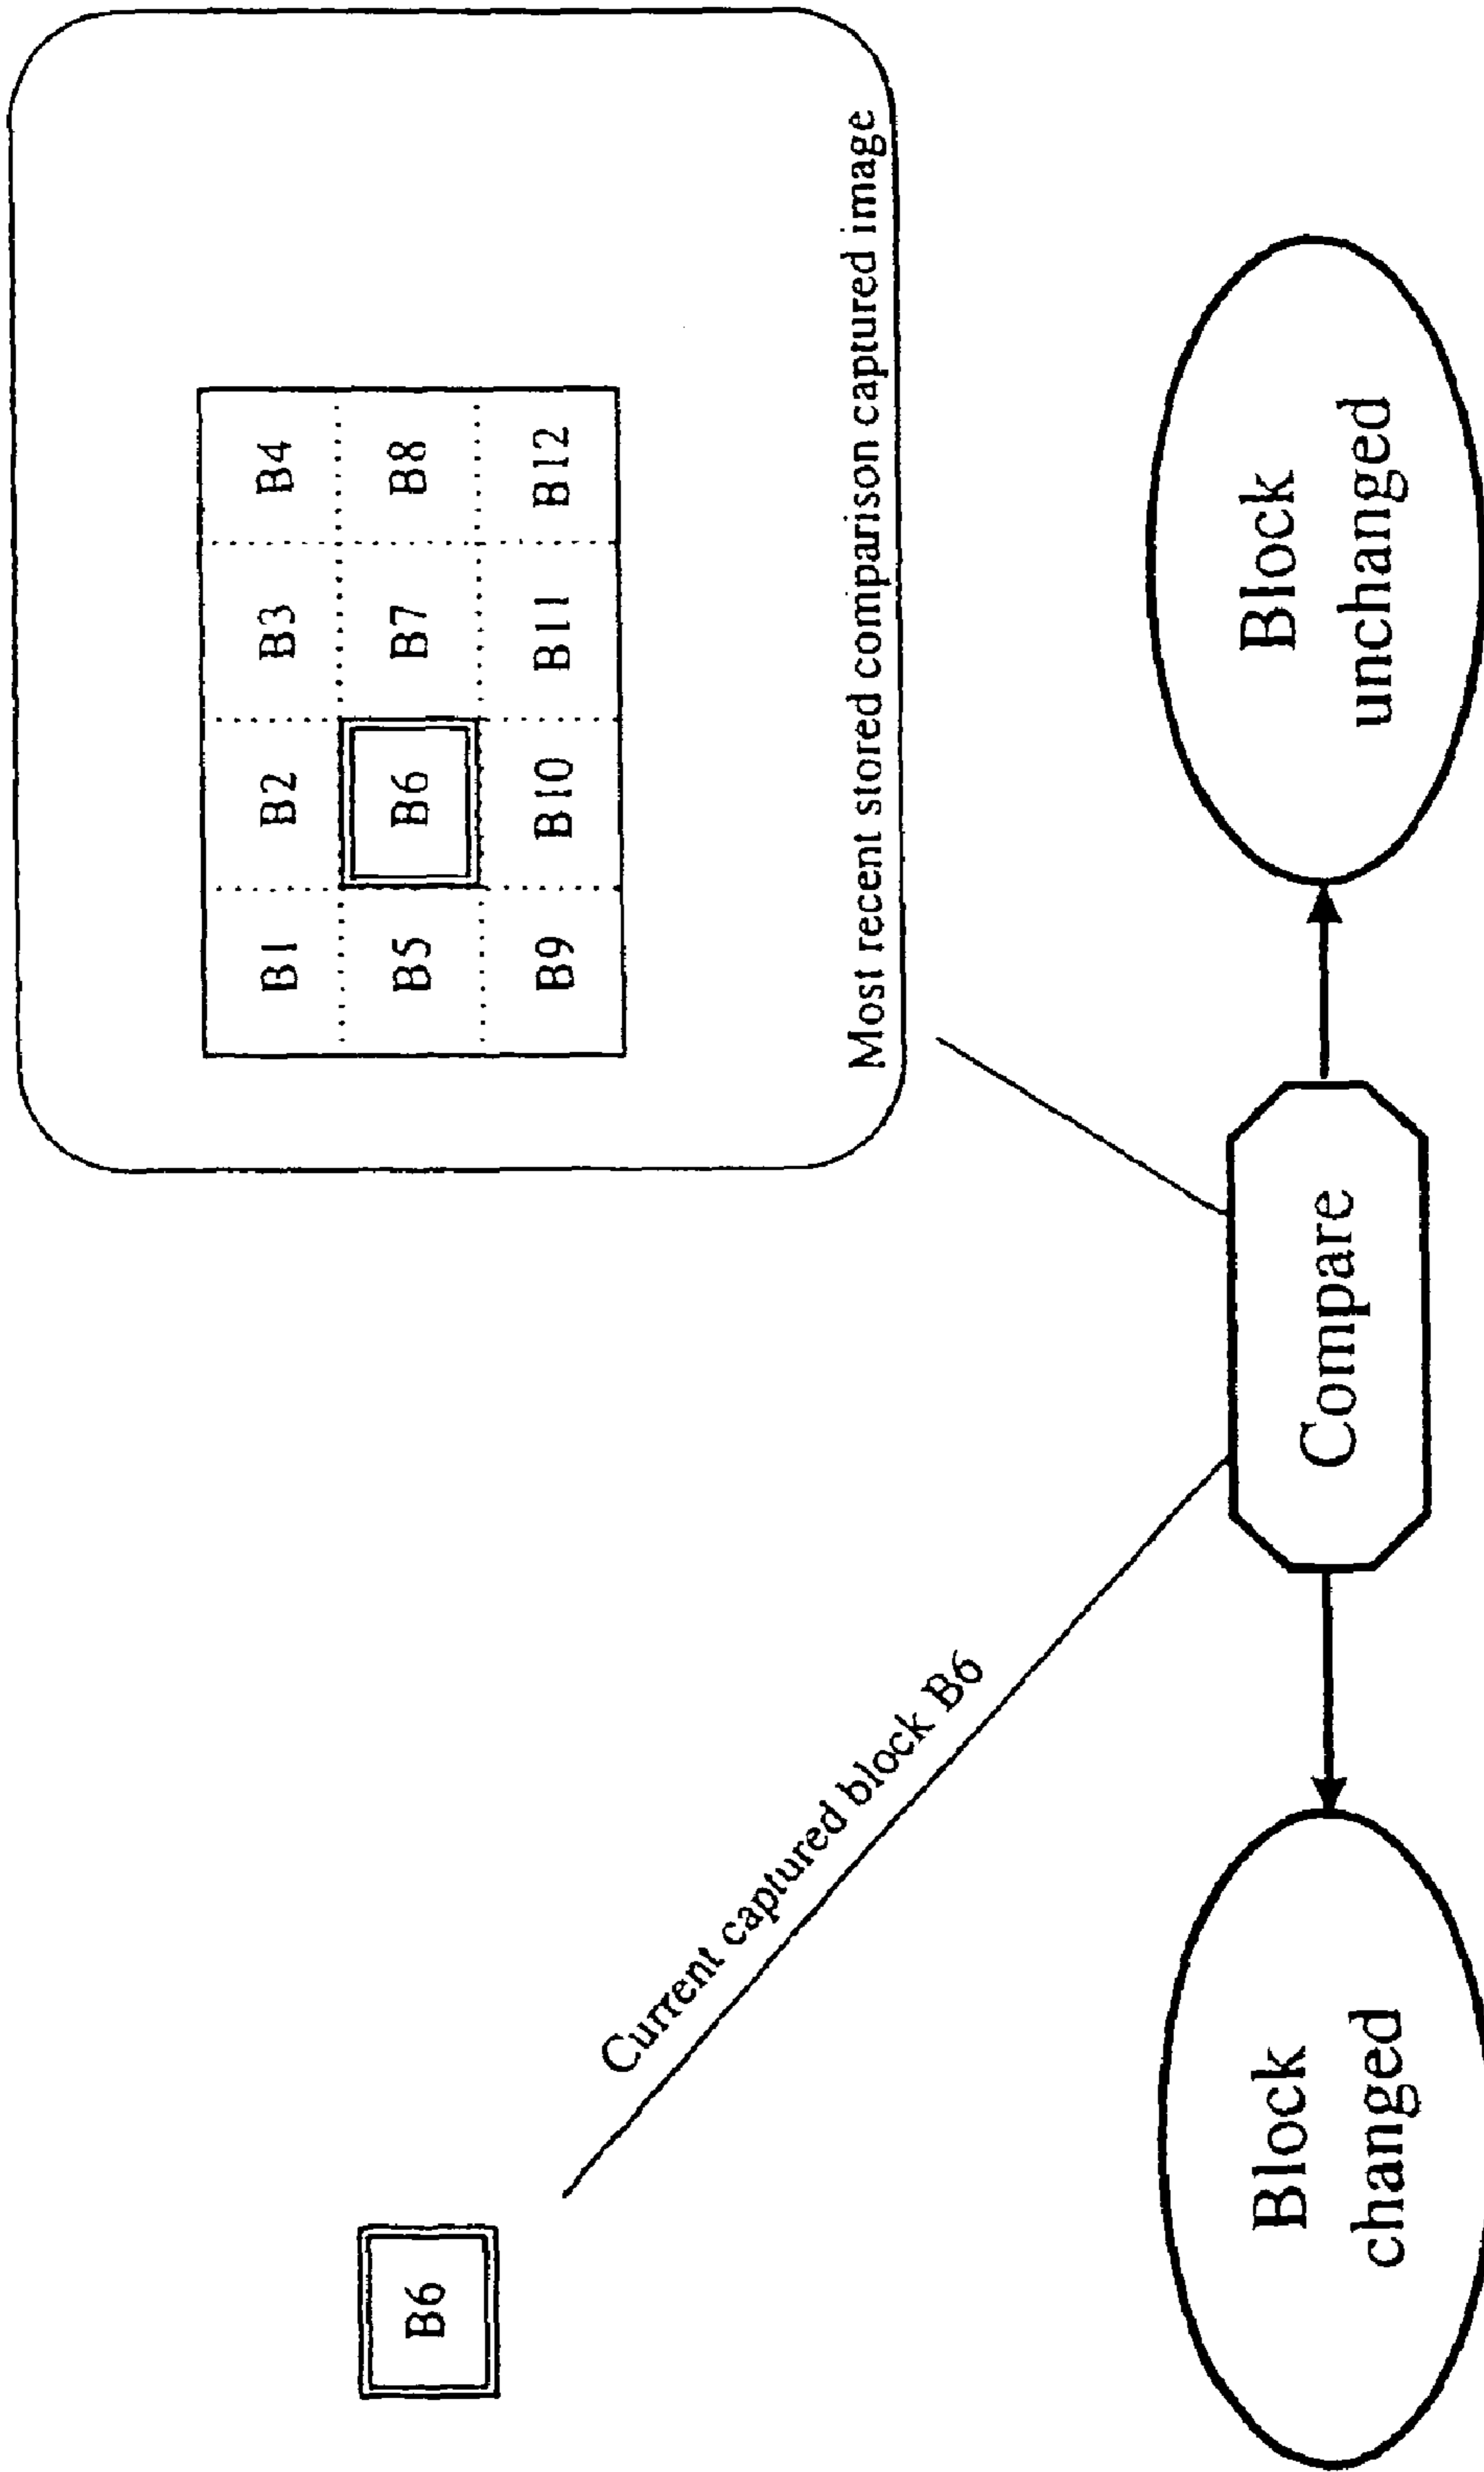 B1 B2 B3 B4
B5 B6 B7 B8
B9 B10 B11 B12
Most recent stored comparison captured image
B6
Current captured block B6
Compare
Block
changed
Block
unchanged